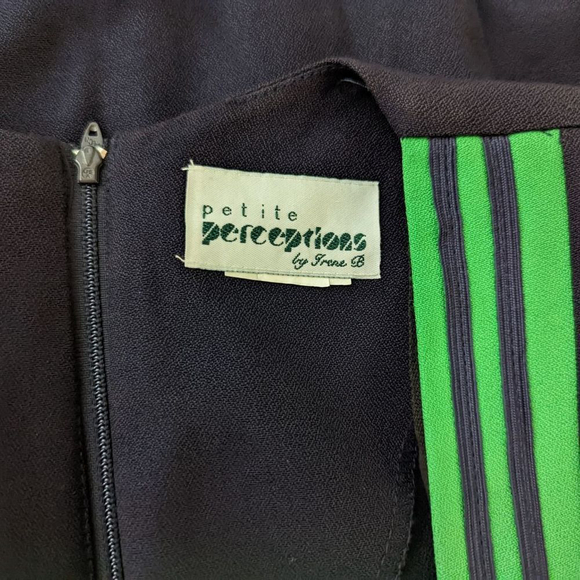 petite
perceptions
by Irene B